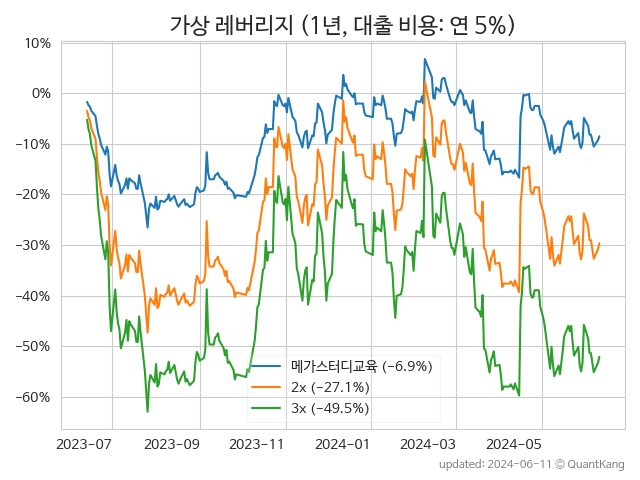 가상 레버리지 (1년, 대출 비용: 연 5%)
10%
0%
−10%
−20%
−30%
−40%
−50%
−60%
메가스터디교육 (−6.9%)
2x (−27.1%)
3x (−49.5%)
2023-07
2023-09
2023-11
2024-01
2024-03
2024-05
updated: 2024-06-11 © QuantKang